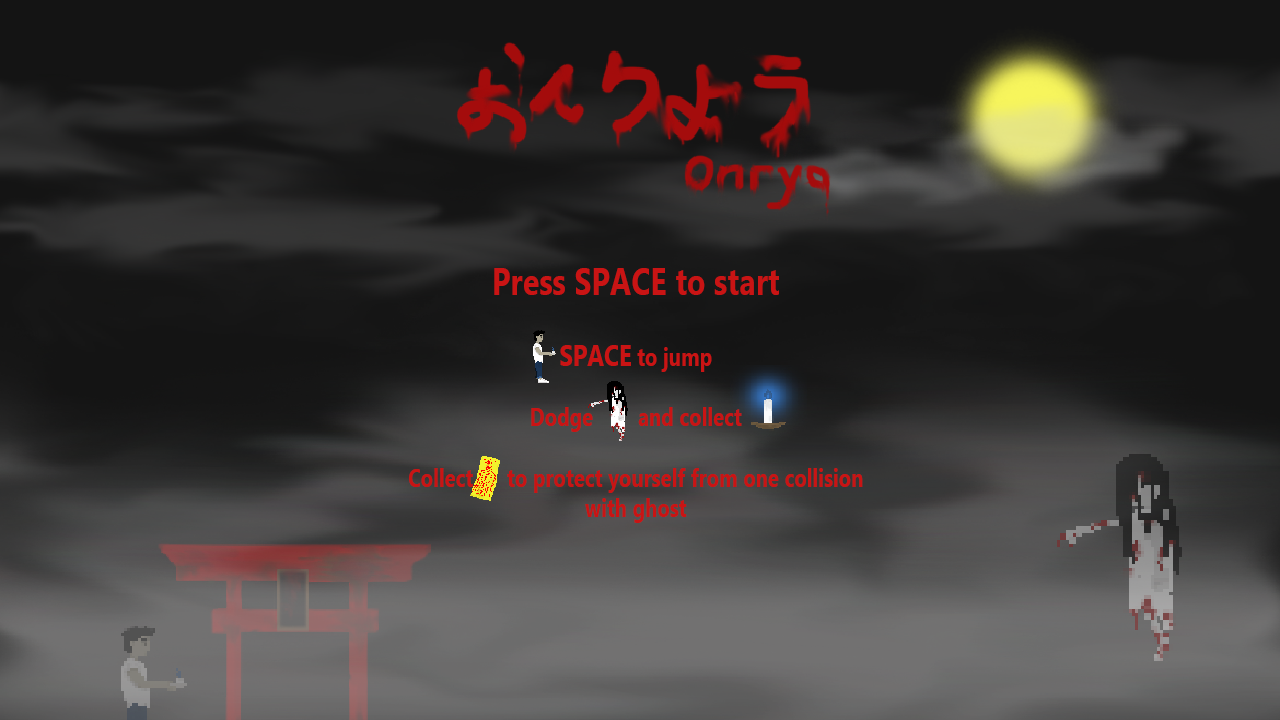 おんりょう
Onryo
Press SPACE to start
SPACE to jump
Dodge and collect
Collect to protect yourself from one collision
with ghost